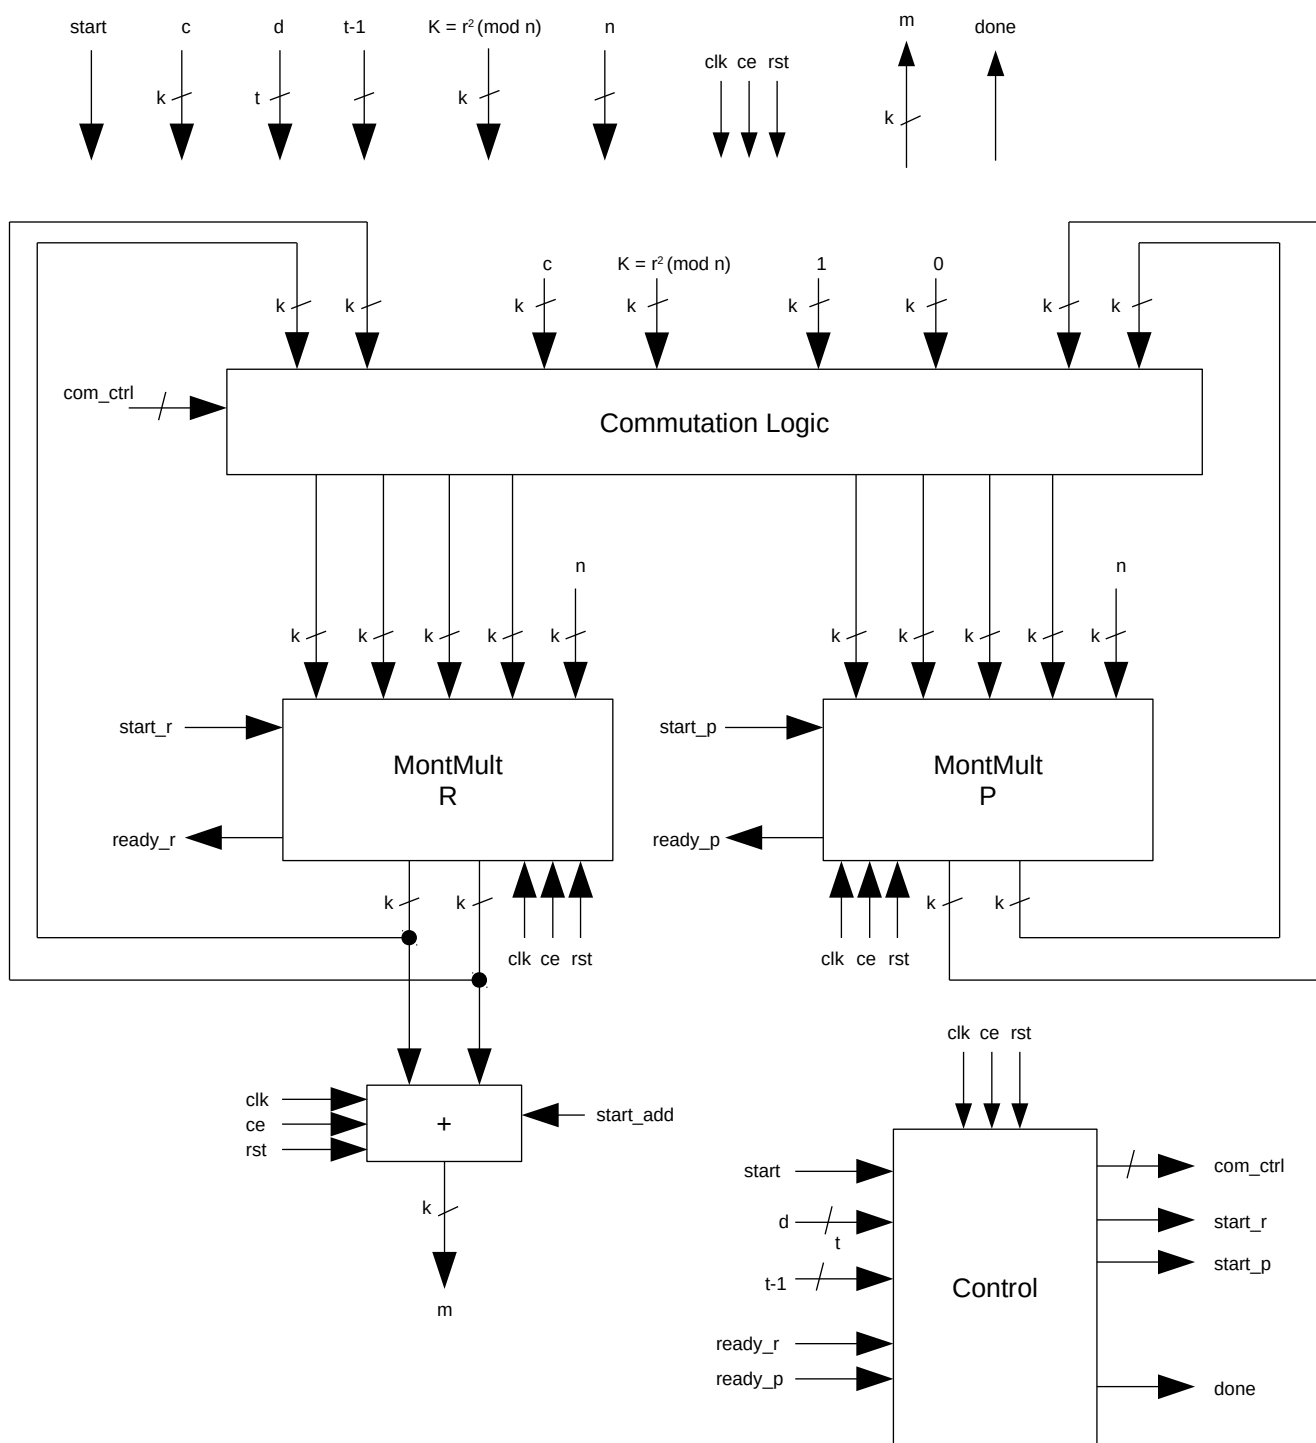 start c d t-1 K = r² (mod n) n m done
clk ce rst
k t k k
c K = r² (mod n) 1 0
k k k k k k k k
com_ctrl
Commutation Logic
n n
k k k k k k k k k k
start_r start_p
MontMult MontMult
R P
ready_r ready_p
k k k k
clk ce rst clk ce rst
clk ce rst
clk
ce + start_add
rst
start com_ctrl
k d start_r
t
t-1 Control start_p
m
ready_r
ready_p done